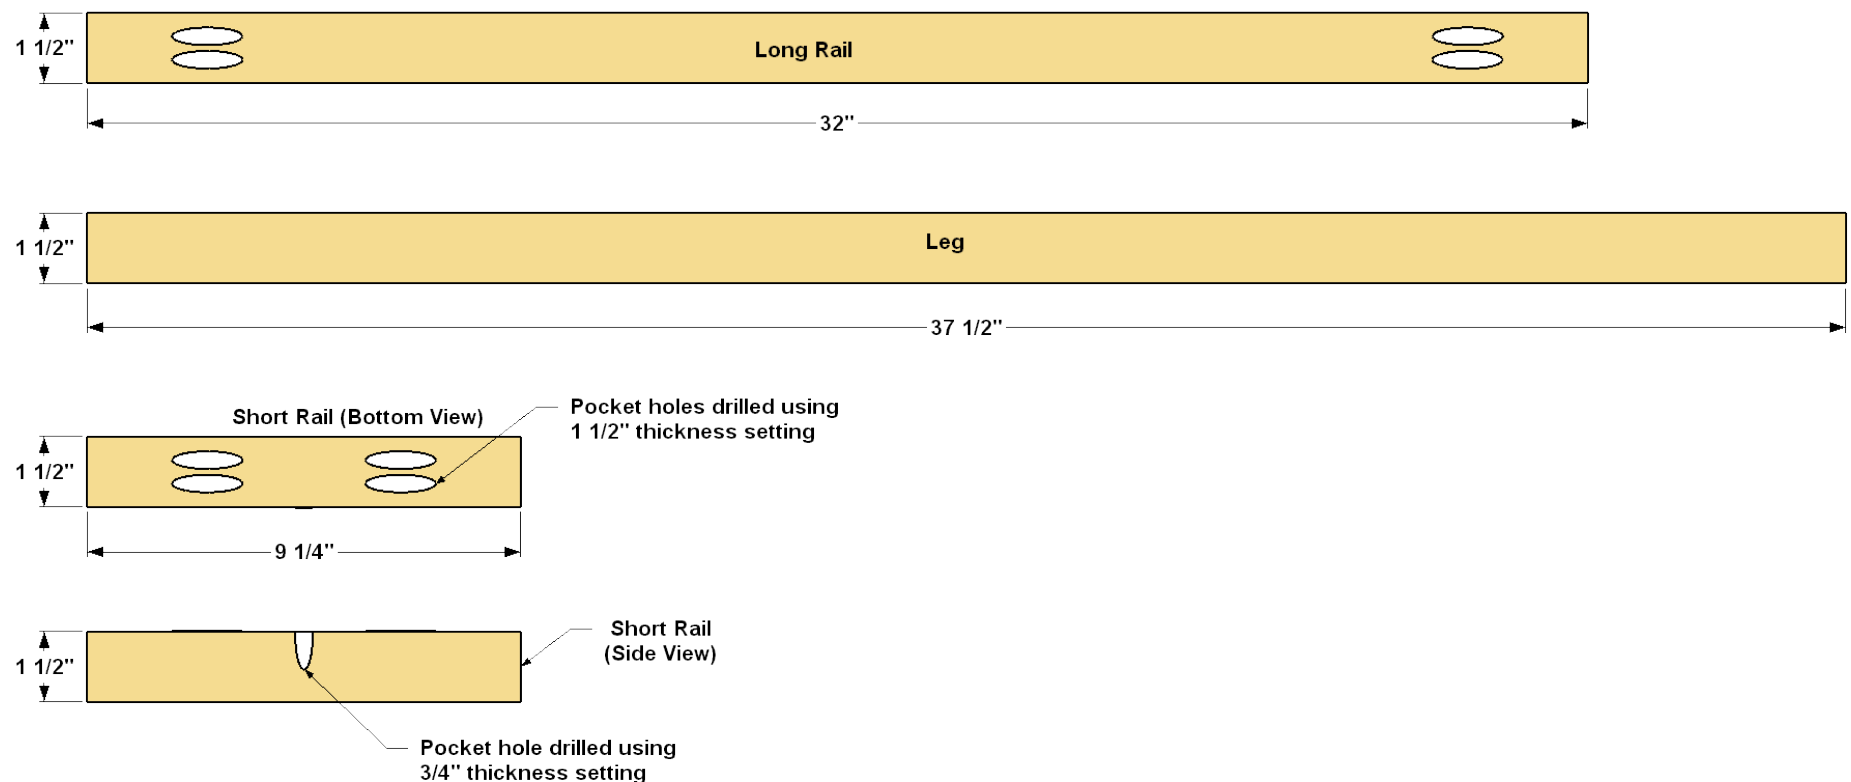 1 1/2"
Long Rail
32"
1 1/2"
Leg
37 1/2"
Short Rail (Bottom View)
Pocket holes drilled using
1 1/2" thickness setting
1 1/2"
9 1/4"
1 1/2"
Short Rail
(Side View)
Pocket hole drilled using
3/4" thickness setting